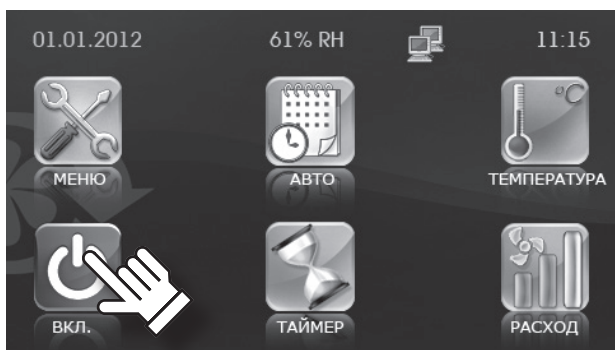 01.01.2012 61% RH 11:15
°C
МЕНЮ АВТО ТЕМПЕРАТУРА
ВКЛ. ТАЙМЕР РАСХОД